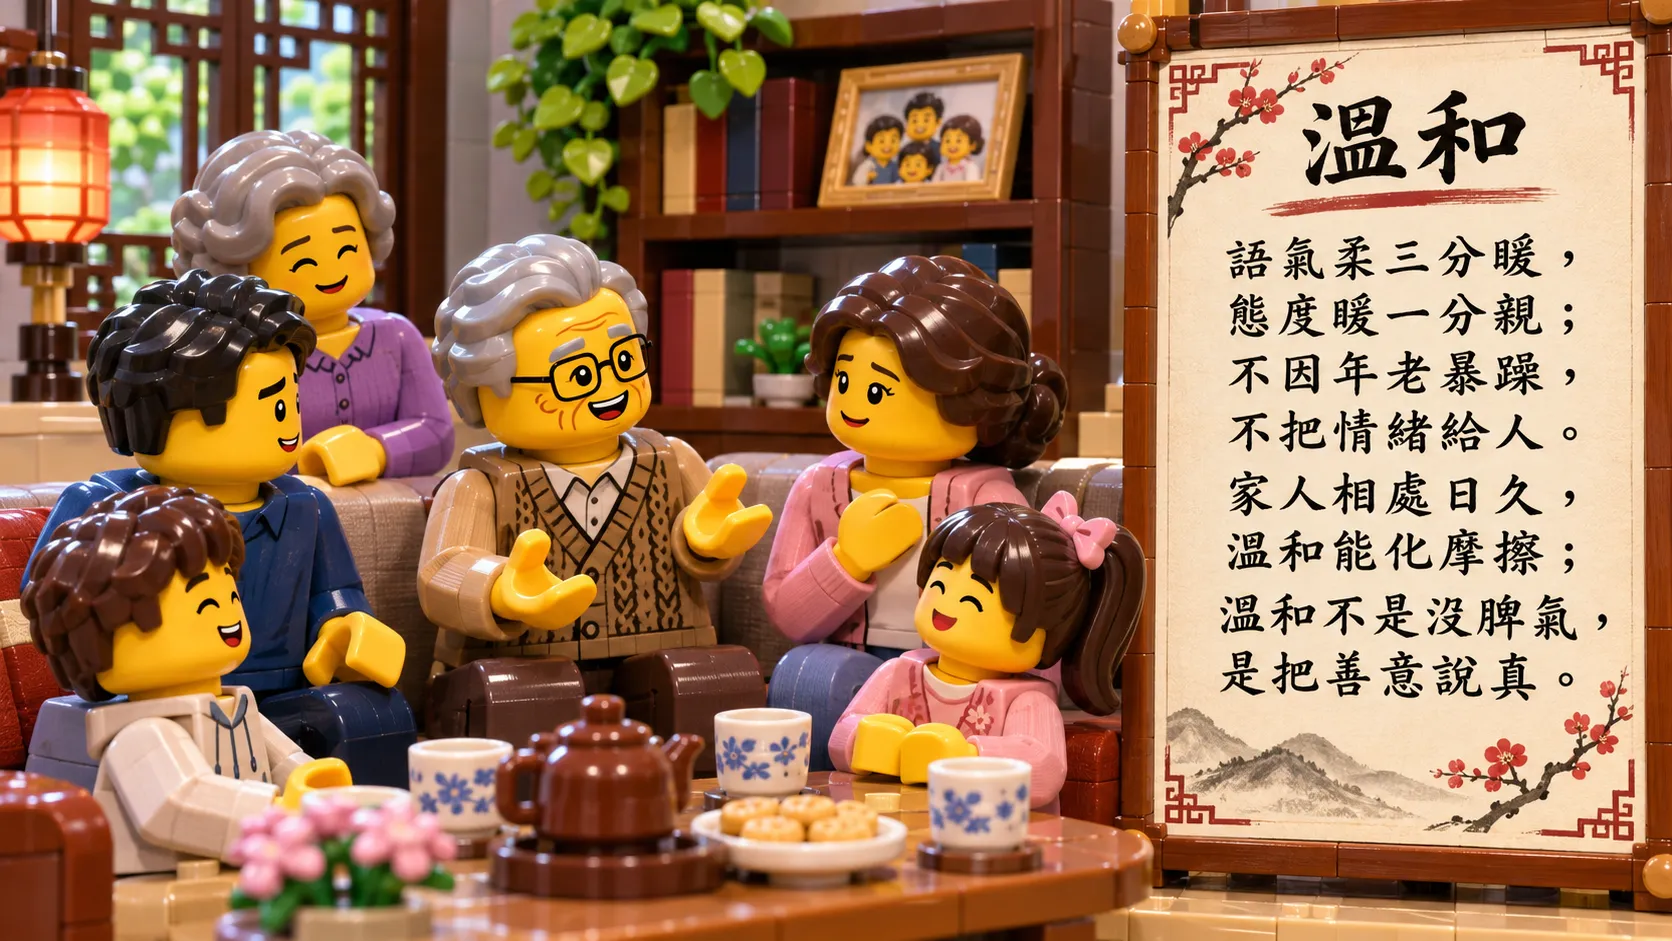 溫和
語氣柔三分暖，
態度暖一分親；
不因年老暴躁，
不把情緒給人。
家人相處日久，
溫和能化摩擦；
溫和不是沒脾氣，
是把善意說真。